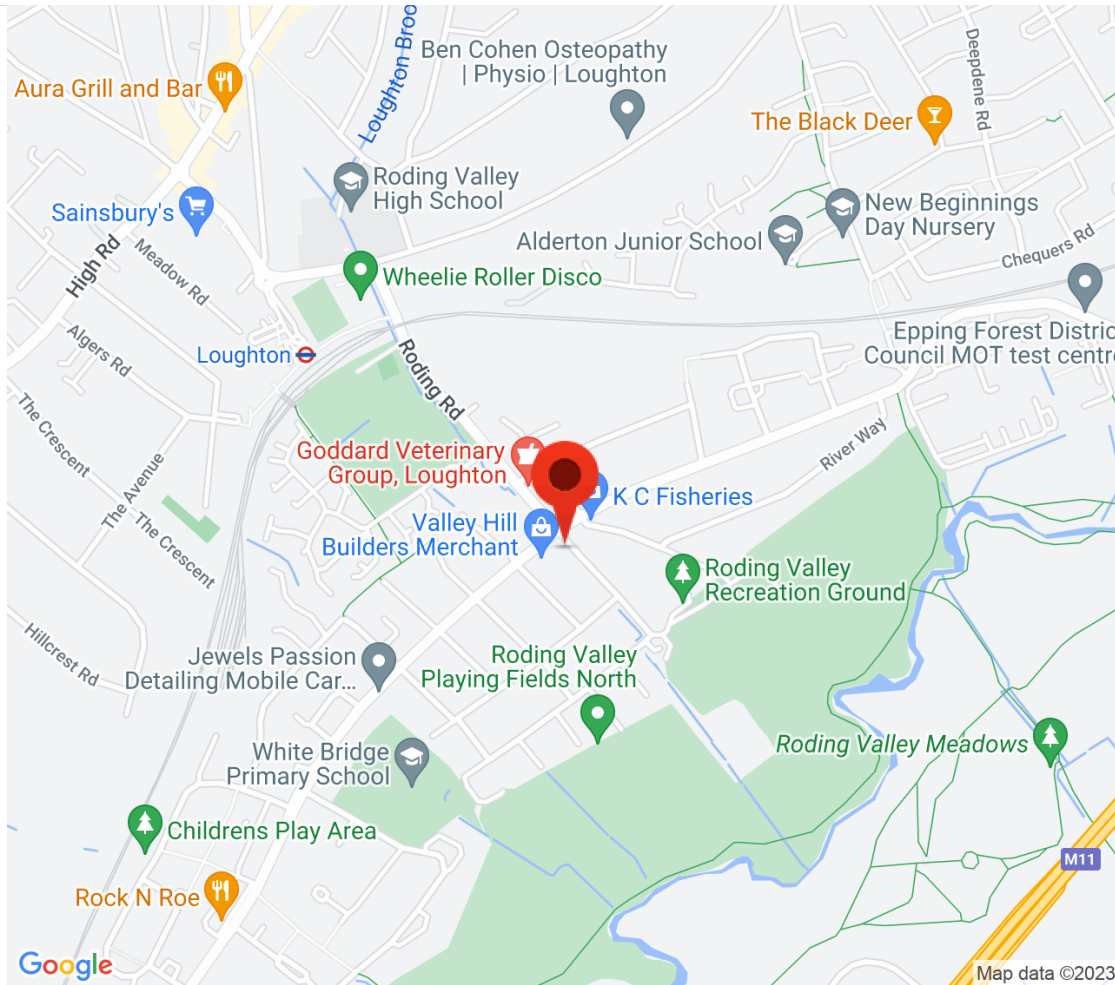 Ben Cohen Osteopathy
| Physio | Loughton
Deepdene Rd
Aura Grill and Bar
Loughton Broo
The Black Deer
Roding Valley
High School
New Beginnings
Day Nursery
Sainsbury's
Alderton Junior School
High Rd
Meadow Rd
Chequers Rd
Wheelie Roller Disco
Algers Rd
Loughton
Epping Forest Distric
Council MOT test centre
Roding Rd
The Crescent
Goddard Veterinary
Group, Loughton
River Way
The Avenue
K C Fisheries
Valley Hill
Builders Merchant
The Crescent
Roding Valley
Recreation Ground
Hillcrest Rd
Jewels Passion
Detailing Mobile Car...
Roding Valley
Playing Fields North
White Bridge
Primary School
Roding Valley Meadows
Childrens Play Area
M11
Rock N Roe
Google
Map data ©2023